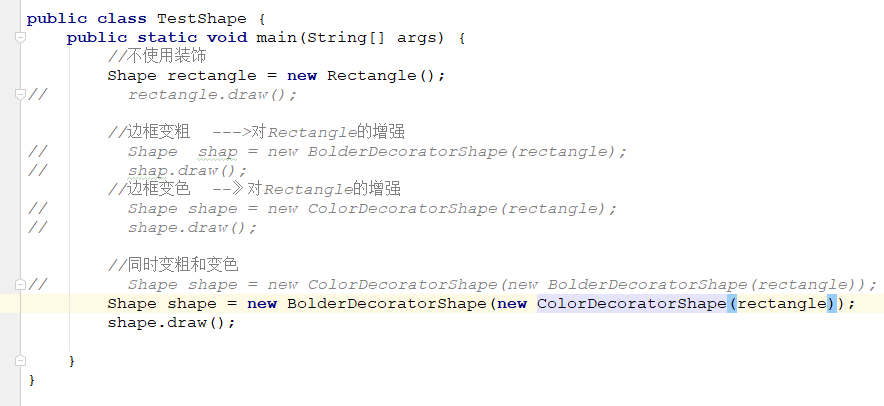 public class TestShape {
public static void main(String[] args) {
//不使用装饰
Shape rectangle = new Rectangle();
// rectangle.draw();
//边框变粗 --->对Rectangle的增强
// Shape shap = new BolderDecoratorShape(rectangle);
// shap.draw();
//边框变色 --》对Rectangle的增强
// Shape shape = new ColorDecoratorShape(rectangle);
// shape.draw();
//同时变粗和变色
// Shape shape = new ColorDecoratorShape(new BolderDecoratorShape(rectangle));
Shape shape = new BolderDecoratorShape(new ColorDecoratorShape(rectangle));
shape.draw();
}
}